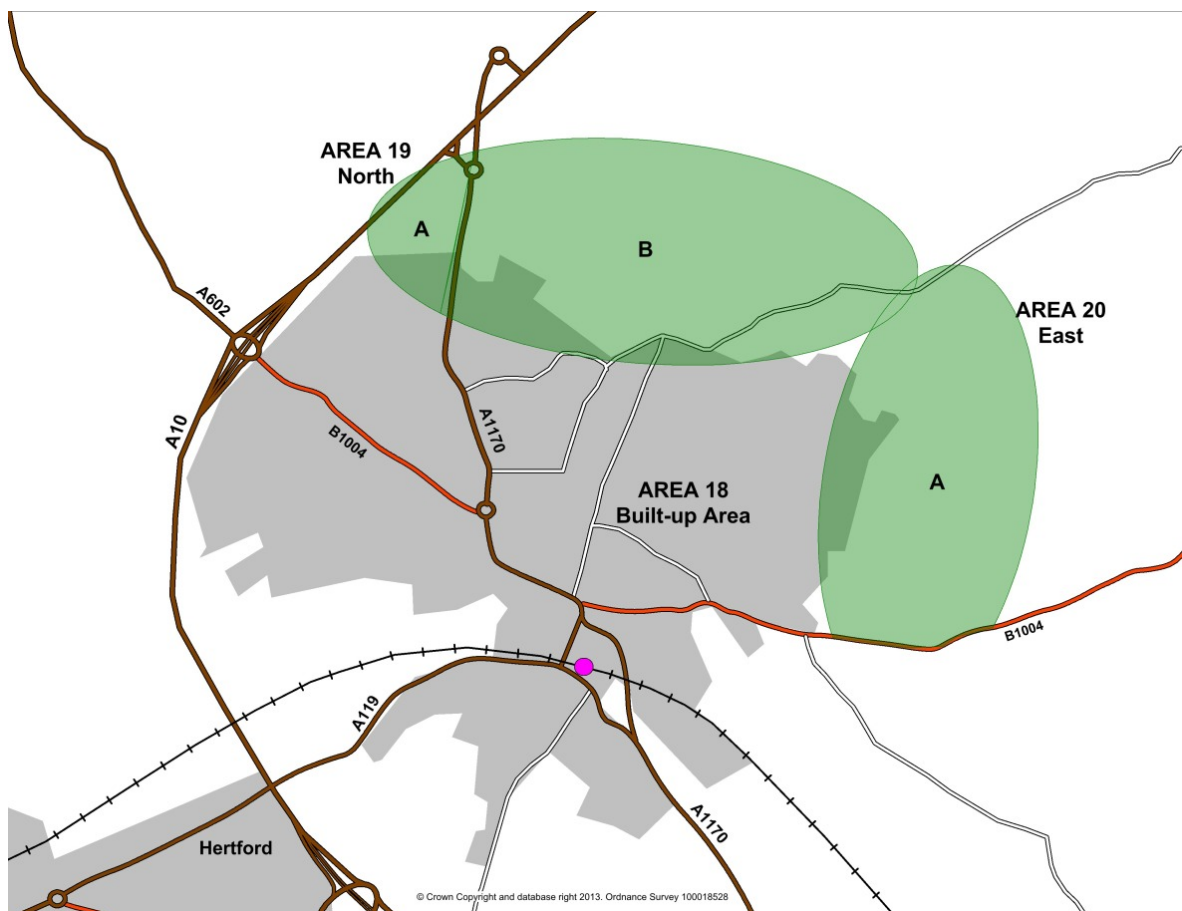 AREA 19
North
A
B
A602
AREA 20
East
A10
B1004
A1170
AREA 18
Built-up Area
A
B1004
A119
A1170
Hertford
© Crown Copyright and database right 2013. Ordnance Survey 100018528